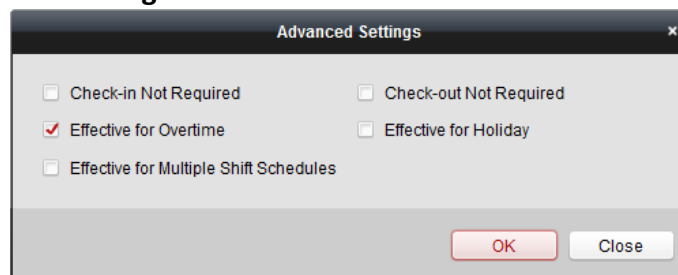 Advanced Settings ×
Check-in Not Required Check-out Not Required
Effective for Overtime Effective for Holiday
Effective for Multiple Shift Schedules
OK Close